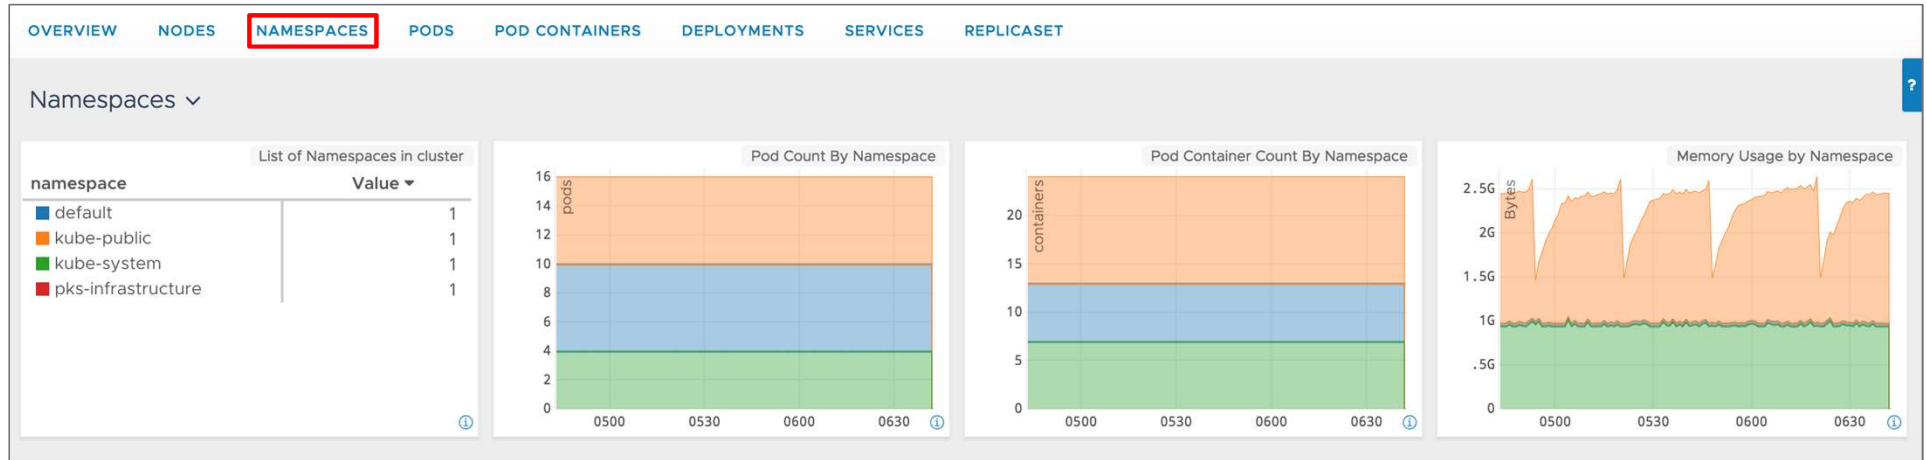 OVERVIEW NODES NAMESPACES PODS POD CONTAINERS DEPLOYMENTS SERVICES REPLICASET
?
Namespaces
List of Namespaces in cluster
namespace Value
default 1
kube-public 1
kube-system 1
pks-infrastructure 1
Pod Count By Namespace
pods
16
14
12
10
8
6
4
2
0
0500 0530 0600 0630
Pod Container Count By Namespace
containers
20
15
10
5
0
0500 0530 0600 0630
Memory Usage by Namespace
Bytes
2.5G
2G
1.5G
1G
.5G
0
0500 0530 0600 0630